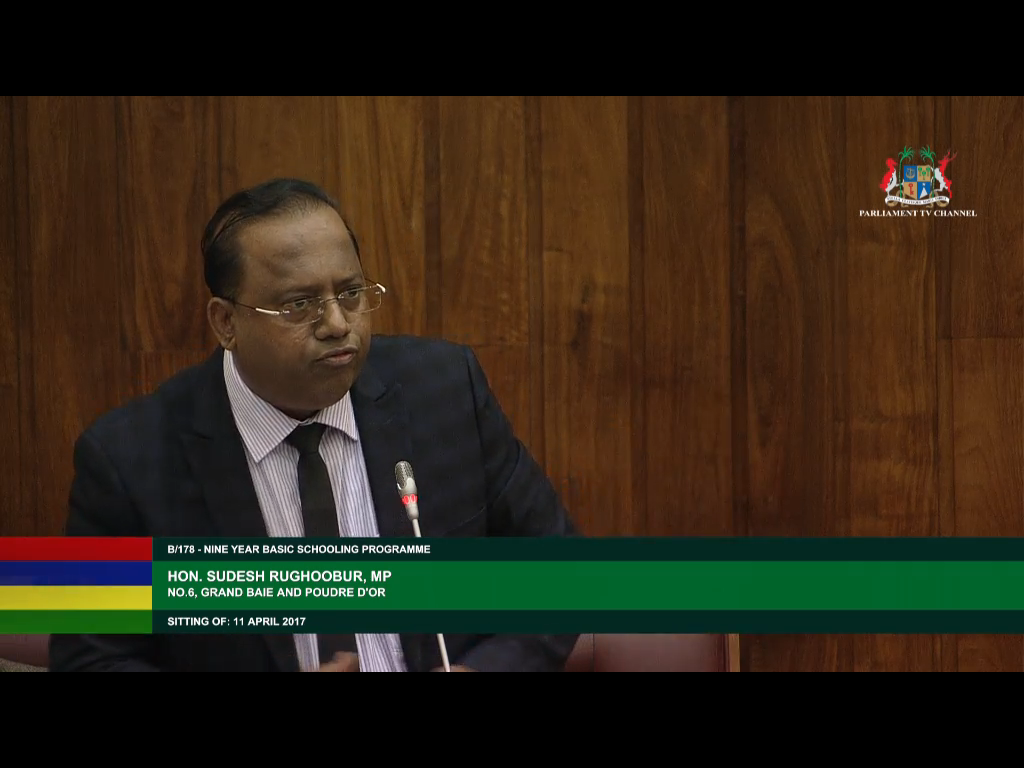 PARLIAMENT TV CHANNEL
B/178 - NINE YEAR BASIC SCHOOLING PROGRAMME
HON. SUDESH RUGHOOBUR, MP
NO.6, GRAND BAIE AND POUDRE D'OR
SITTING OF: 11 APRIL 2017